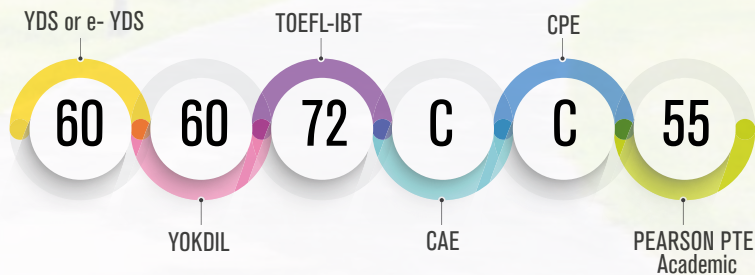 YDS or e- YDS
TOEFL-IBT
CPE
60
60
72
C
C
55
YOKDIL
CAE
PEARSON PTE
Academic